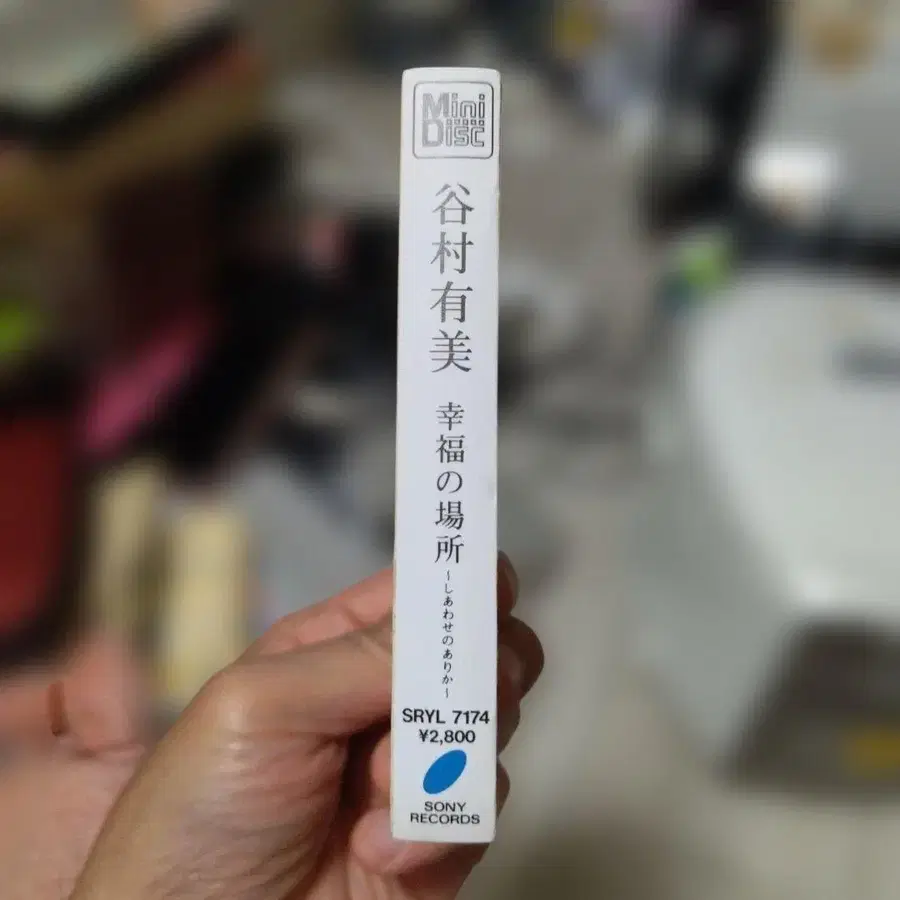 Mini
Disc
谷村有美
幸福の場所
~しあわせのありか~
SRYL 7174
¥2,800
SONY
RECORDS